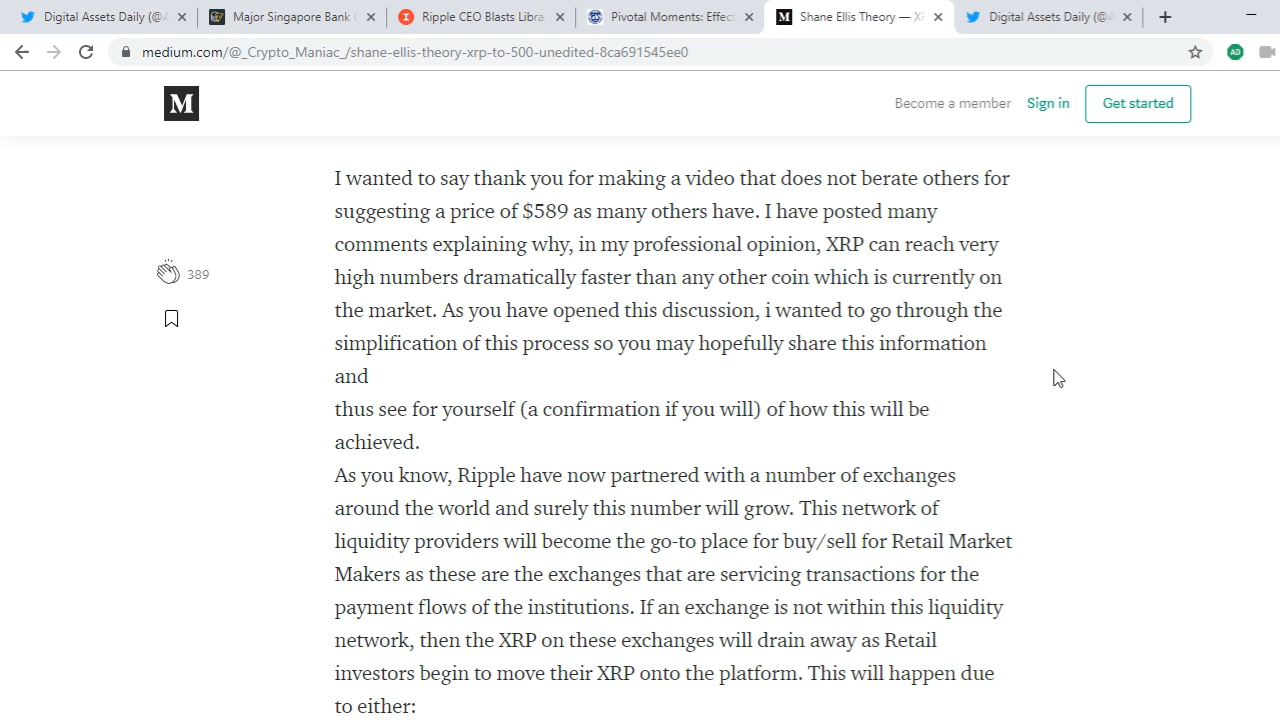 Digital Assets Daily (@A
Major Singapore Bank C
Ripple CEO Blasts Libra,
Pivotal Moments: Effect
Shane Ellis Theory — XR
Digital Assets Daily (@A
medium.com/@_Crypto_Maniac_/shane-ellis-theory-xrp-to-500-unedited-8ca691545ee0
AD
M
Become a member
Sign in
Get started
I wanted to say thank you for making a video that does not berate others for
suggesting a price of $589 as many others have. I have posted many
comments explaining why, in my professional opinion, XRP can reach very
high numbers dramatically faster than any other coin which is currently on
the market. As you have opened this discussion, i wanted to go through the
simplification of this process so you may hopefully share this information
and
thus see for yourself (a confirmation if you will) of how this will be
achieved.
As you know, Ripple have now partnered with a number of exchanges
around the world and surely this number will grow. This network of
liquidity providers will become the go-to place for buy/sell for Retail Market
Makers as these are the exchanges that are servicing transactions for the
payment flows of the institutions. If an exchange is not within this liquidity
network, then the XRP on these exchanges will drain away as Retail
investors begin to move their XRP onto the platform. This will happen due
to either:
389